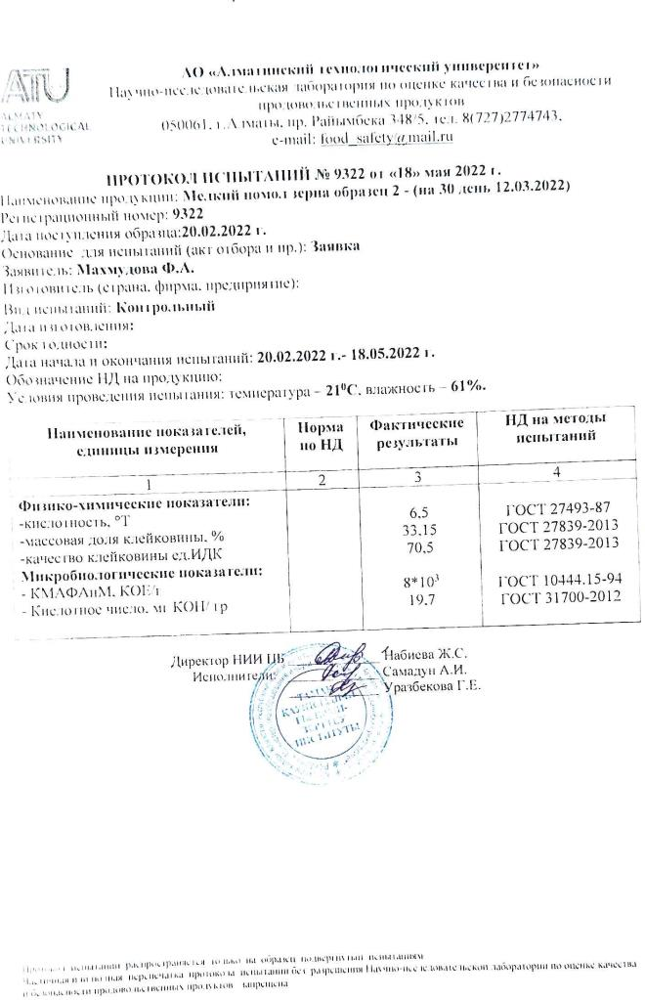 АО «Алматинский технологический университет»
Научно-исследовательская лаборатория по оценке качества и безопасности
продовольственных продуктов
050061, г.Алматы, пр. Райымбека 348/5, тел. 8(727)2774743,
e-mail: food_safety@mail.ru
ATU
ALMATY
TECHNOLOGICAL
UNIVERSITY
ПРОТОКОЛ ИСПЫТАНИЙ № 9322 от «18» мая 2022 г.
Наименование продукции: Мелкий помол зерна образец 2 - (на 30 день 12.03.2022)
Регистрационный номер: 9322
Дата поступления образца:20.02.2022 г.
Основание для испытаний (акт отбора и пр.): Заявка
Заявитель: Махмудова Ф.А.
Изготовитель (страна, фирма, предприятие):
Вид испытаний: Контрольный
Дата изготовления:
Срок годности:
Дата начала и окончания испытаний: 20.02.2022 г.- 18.05.2022 г.
Обозначение НД на продукцию:
Условия проведения испытания: температура – 21⁰С, влажность – 61%.
Наименование показателей, единицы измерения Норма по НД Фактические результаты НД на методы испытаний
1 2 3 4
Физико-химические показатели:
-кислотность, °Т 6,5 ГОСТ 27493-87
-массовая доля клейковины, % 33,15 ГОСТ 27839-2013
-качество клейковины ед.ИДК 70,5 ГОСТ 27839-2013
Микробиологические показатели:
- КМАФАнМ, КОЕ/г 8*10³ ГОСТ 10444.15-94
- Кислотное число, мг КОН/ гр 19,7 ГОСТ 31700-2012
Директор НИИ ПБ Набиева Ж.С.
Исполнители: Самадун А.И.
Уразбекова Г.Е.
ТАМАҚ
ҚАУІПСІЗДІГІ
ҒЫЛЫМИ-
ЗЕРТТЕУ
ИНСТИТУТЫ
Протокол испытаний распространяется только на образец подвергнутый испытаниям
Частичная или полная перепечатка протокола испытаний без разрешения Научно-исследовательской лаборатории по оценке качества
и безопасности продовольственных продуктов запрещена